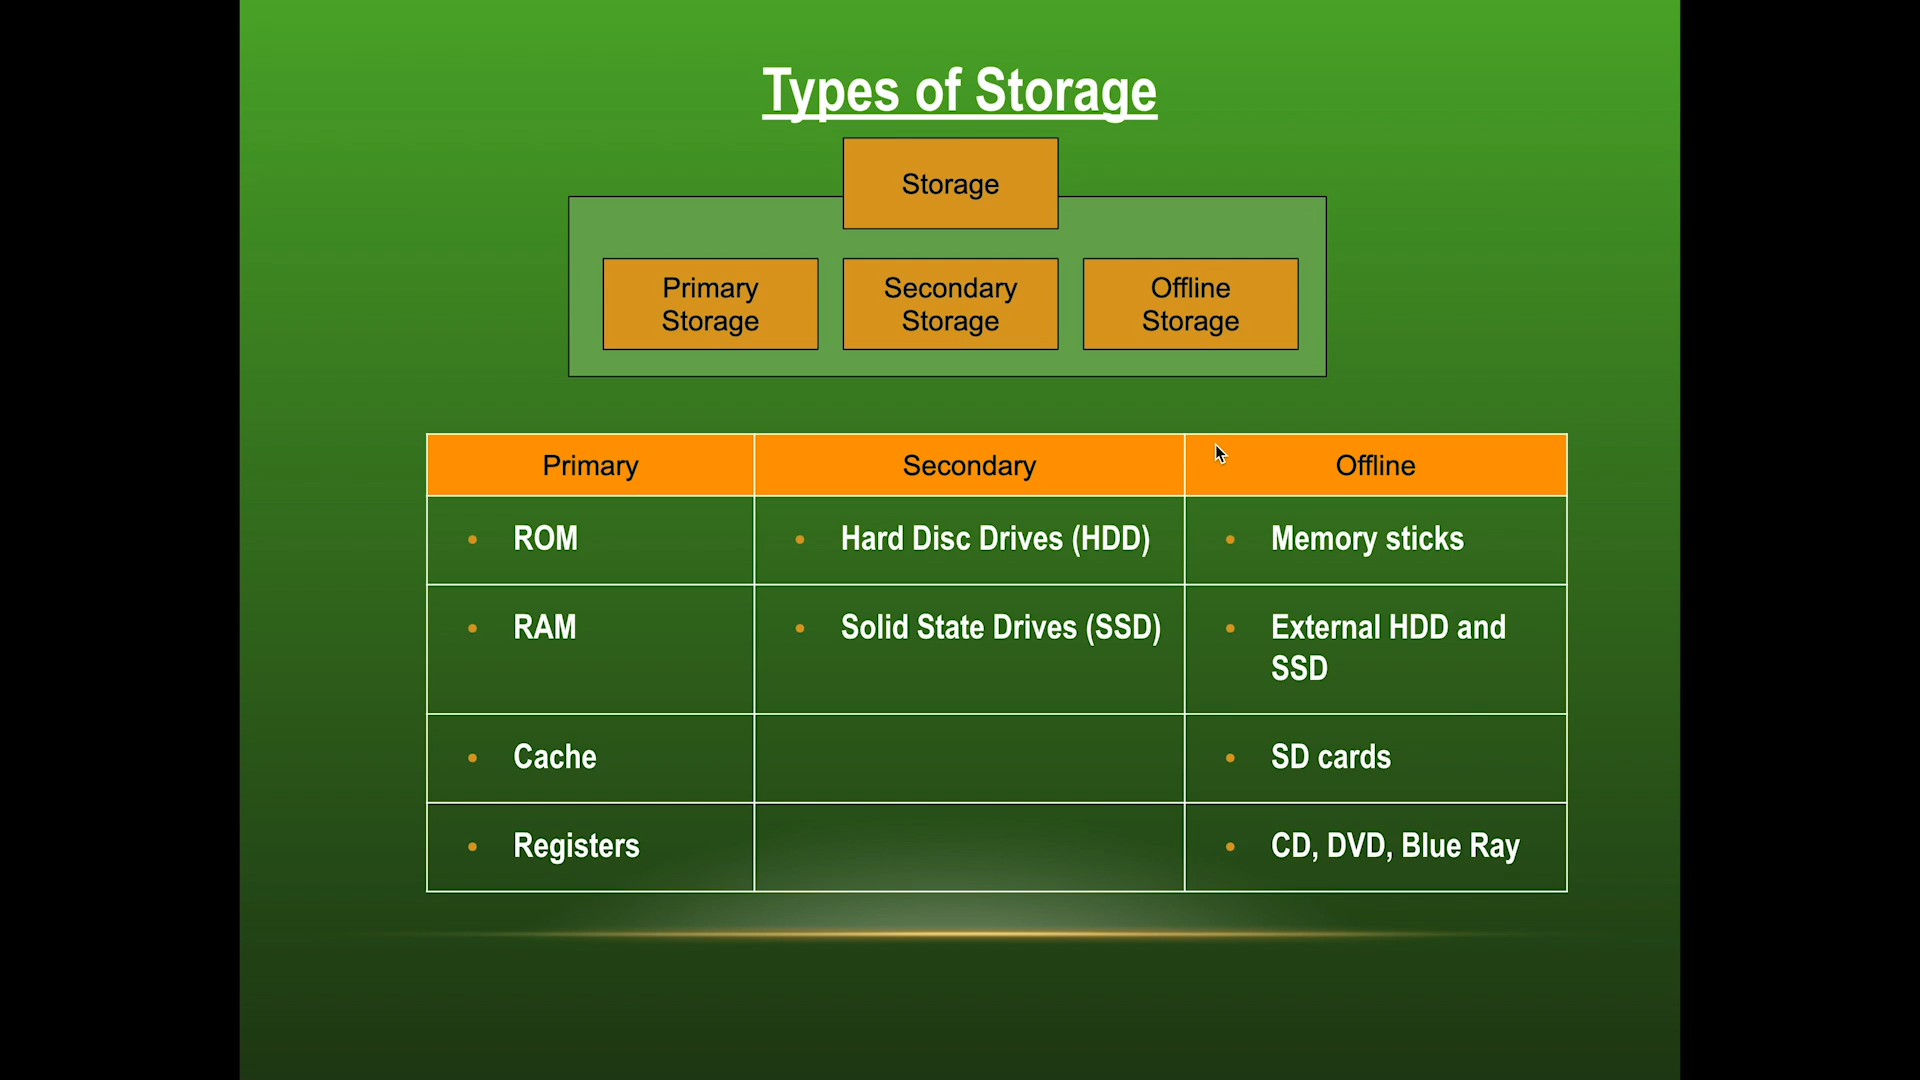 Types of Storage
Storage
Primary
Storage
Secondary
Storage
Offline
Storage
Primary
Secondary
Offline
• ROM
• Hard Disc Drives (HDD)
• Memory sticks
• RAM
• Solid State Drives (SSD)
• External HDD and
SSD
• Cache
• SD cards
• Registers
• CD, DVD, Blue Ray